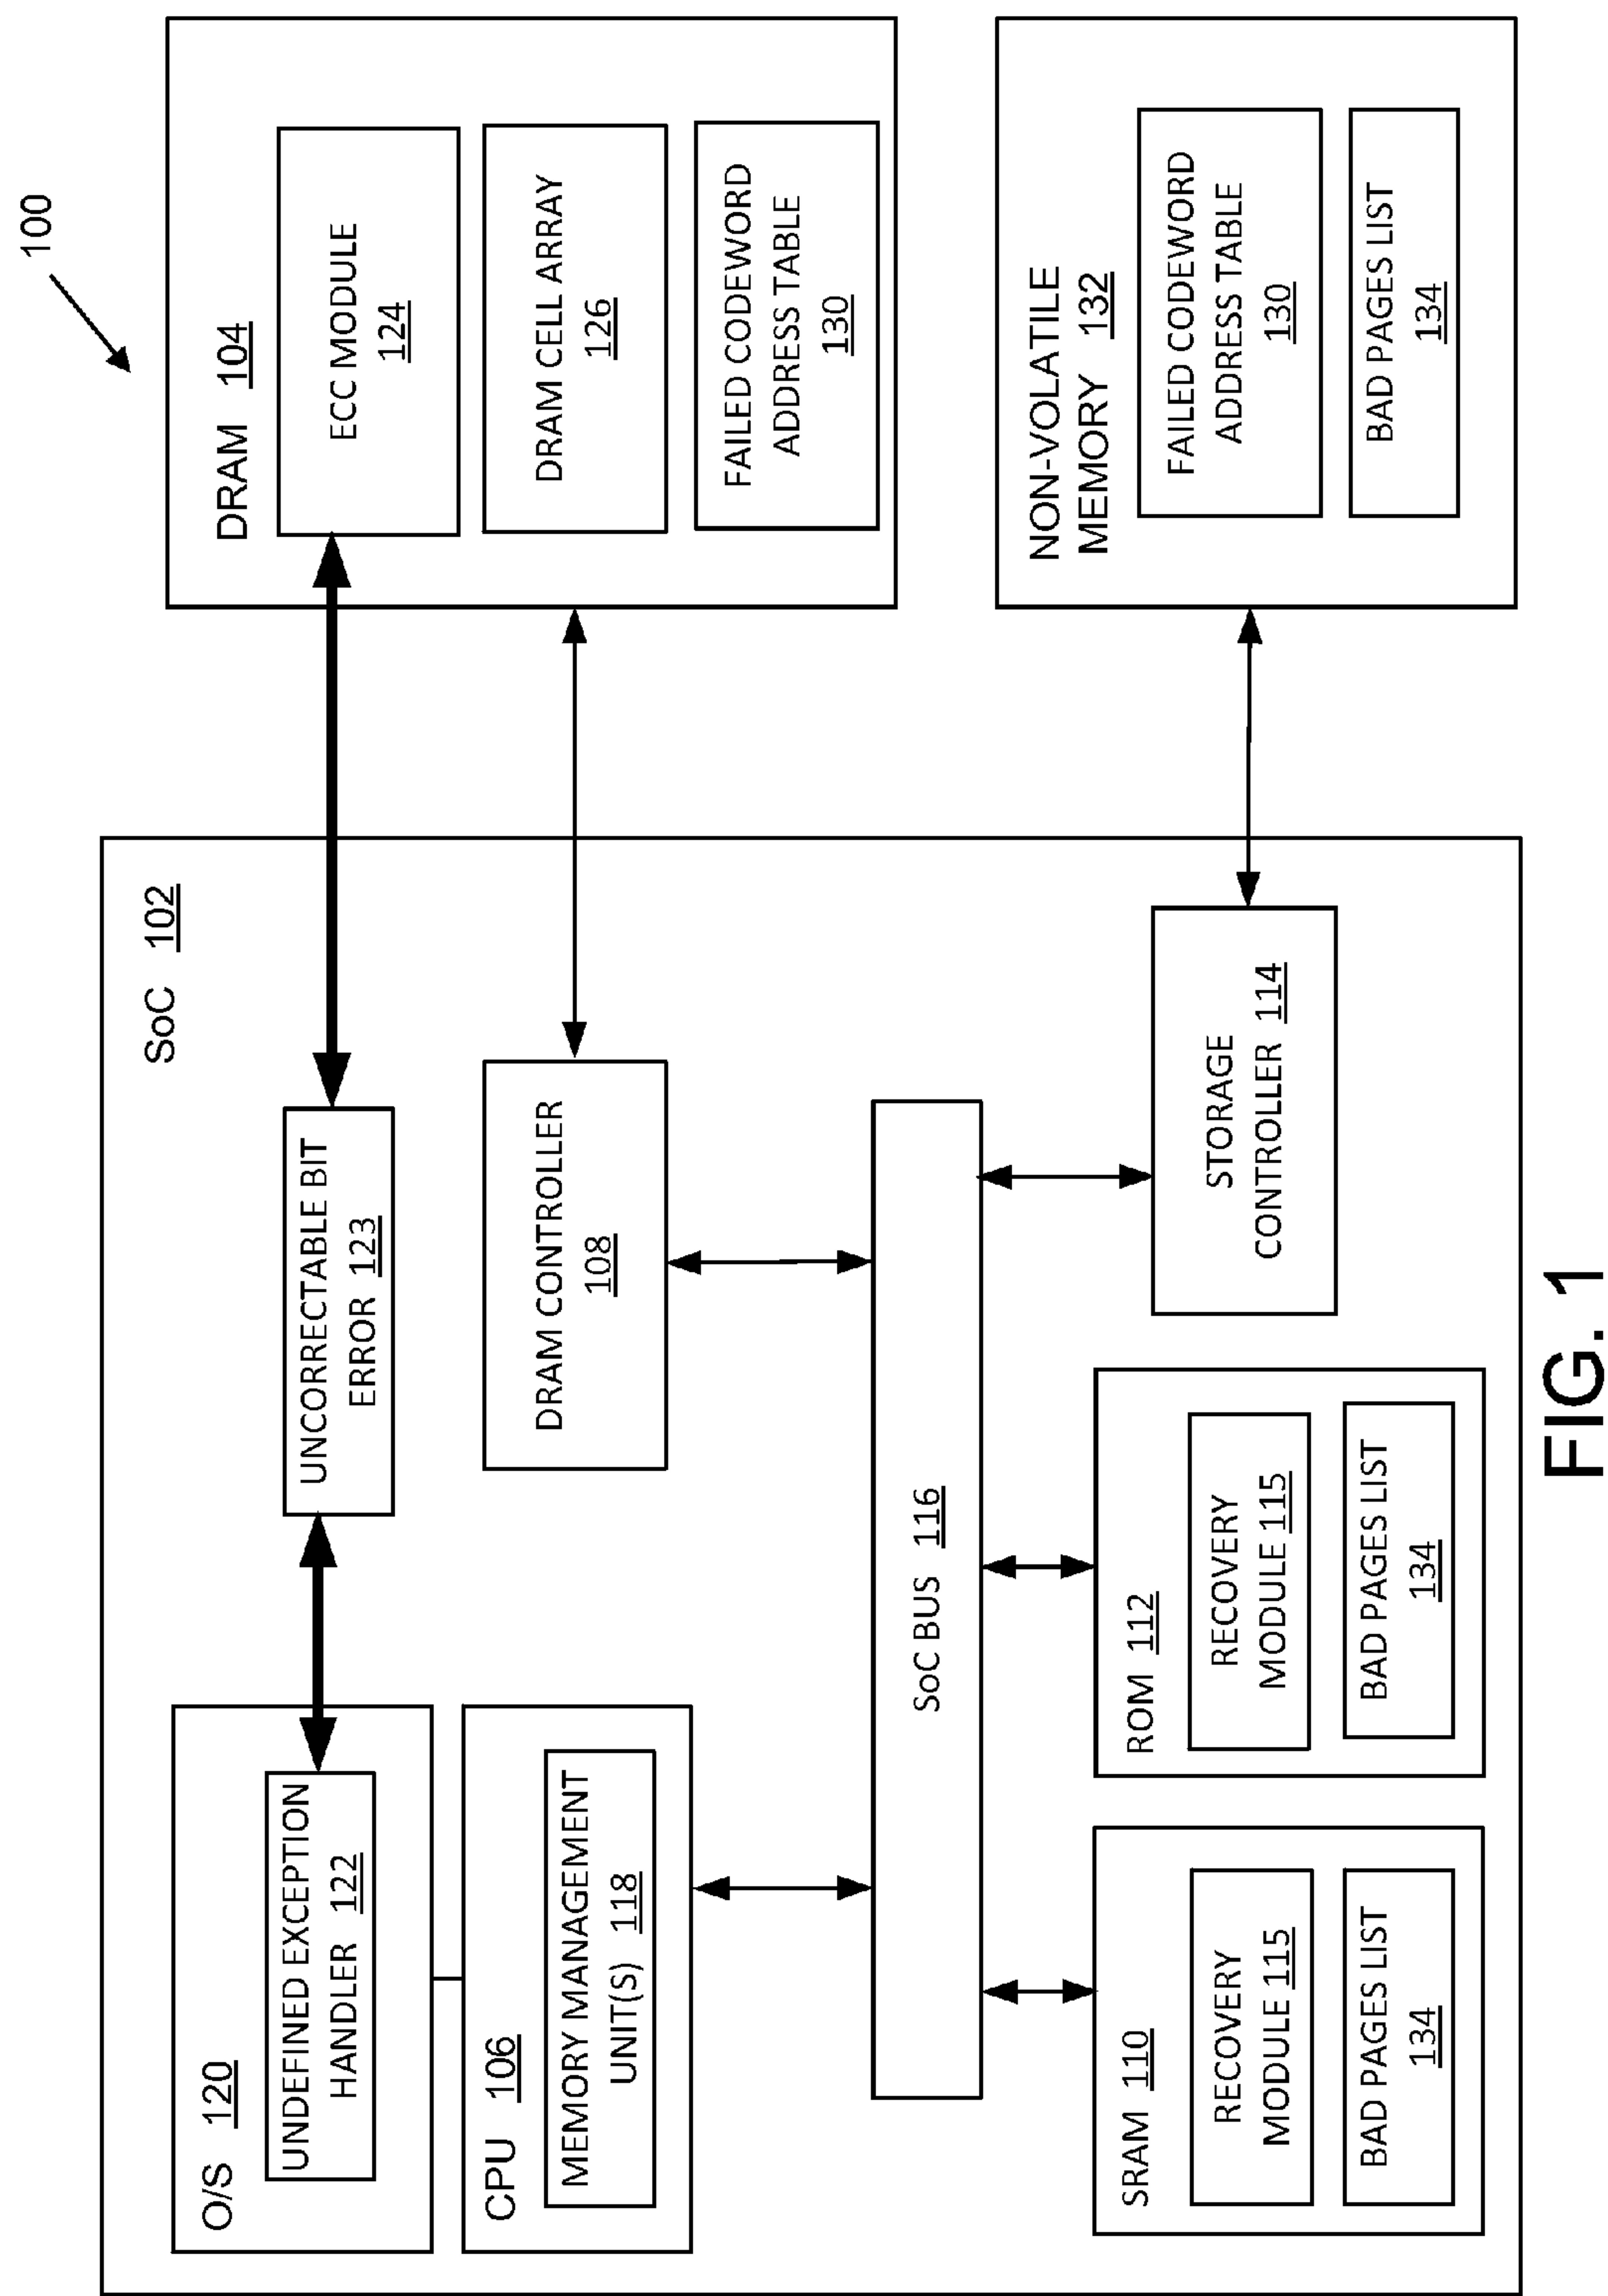 100
O/S 120
UNDEFINED EXCEPTION
HANDLER 122
UNCORRECTABLE BIT
ERROR 123
SoC 102
CPU 106
MEMORY MANAGEMENT
UNIT(S) 118
DRAM CONTROLLER
108
SoC BUS 116
SRAM 110
RECOVERY
MODULE 115
BAD PAGES LIST
134
ROM 112
RECOVERY
MODULE 115
BAD PAGES LIST
134
STORAGE
CONTROLLER 114
DRAM 104
ECC MODULE
124
DRAM CELL ARRAY
126
FAILED CODEWORD
ADDRESS TABLE
130
NON-VOLATILE
MEMORY 132
FAILED CODEWORD
ADDRESS TABLE
130
BAD PAGES LIST
134
FIG. 1